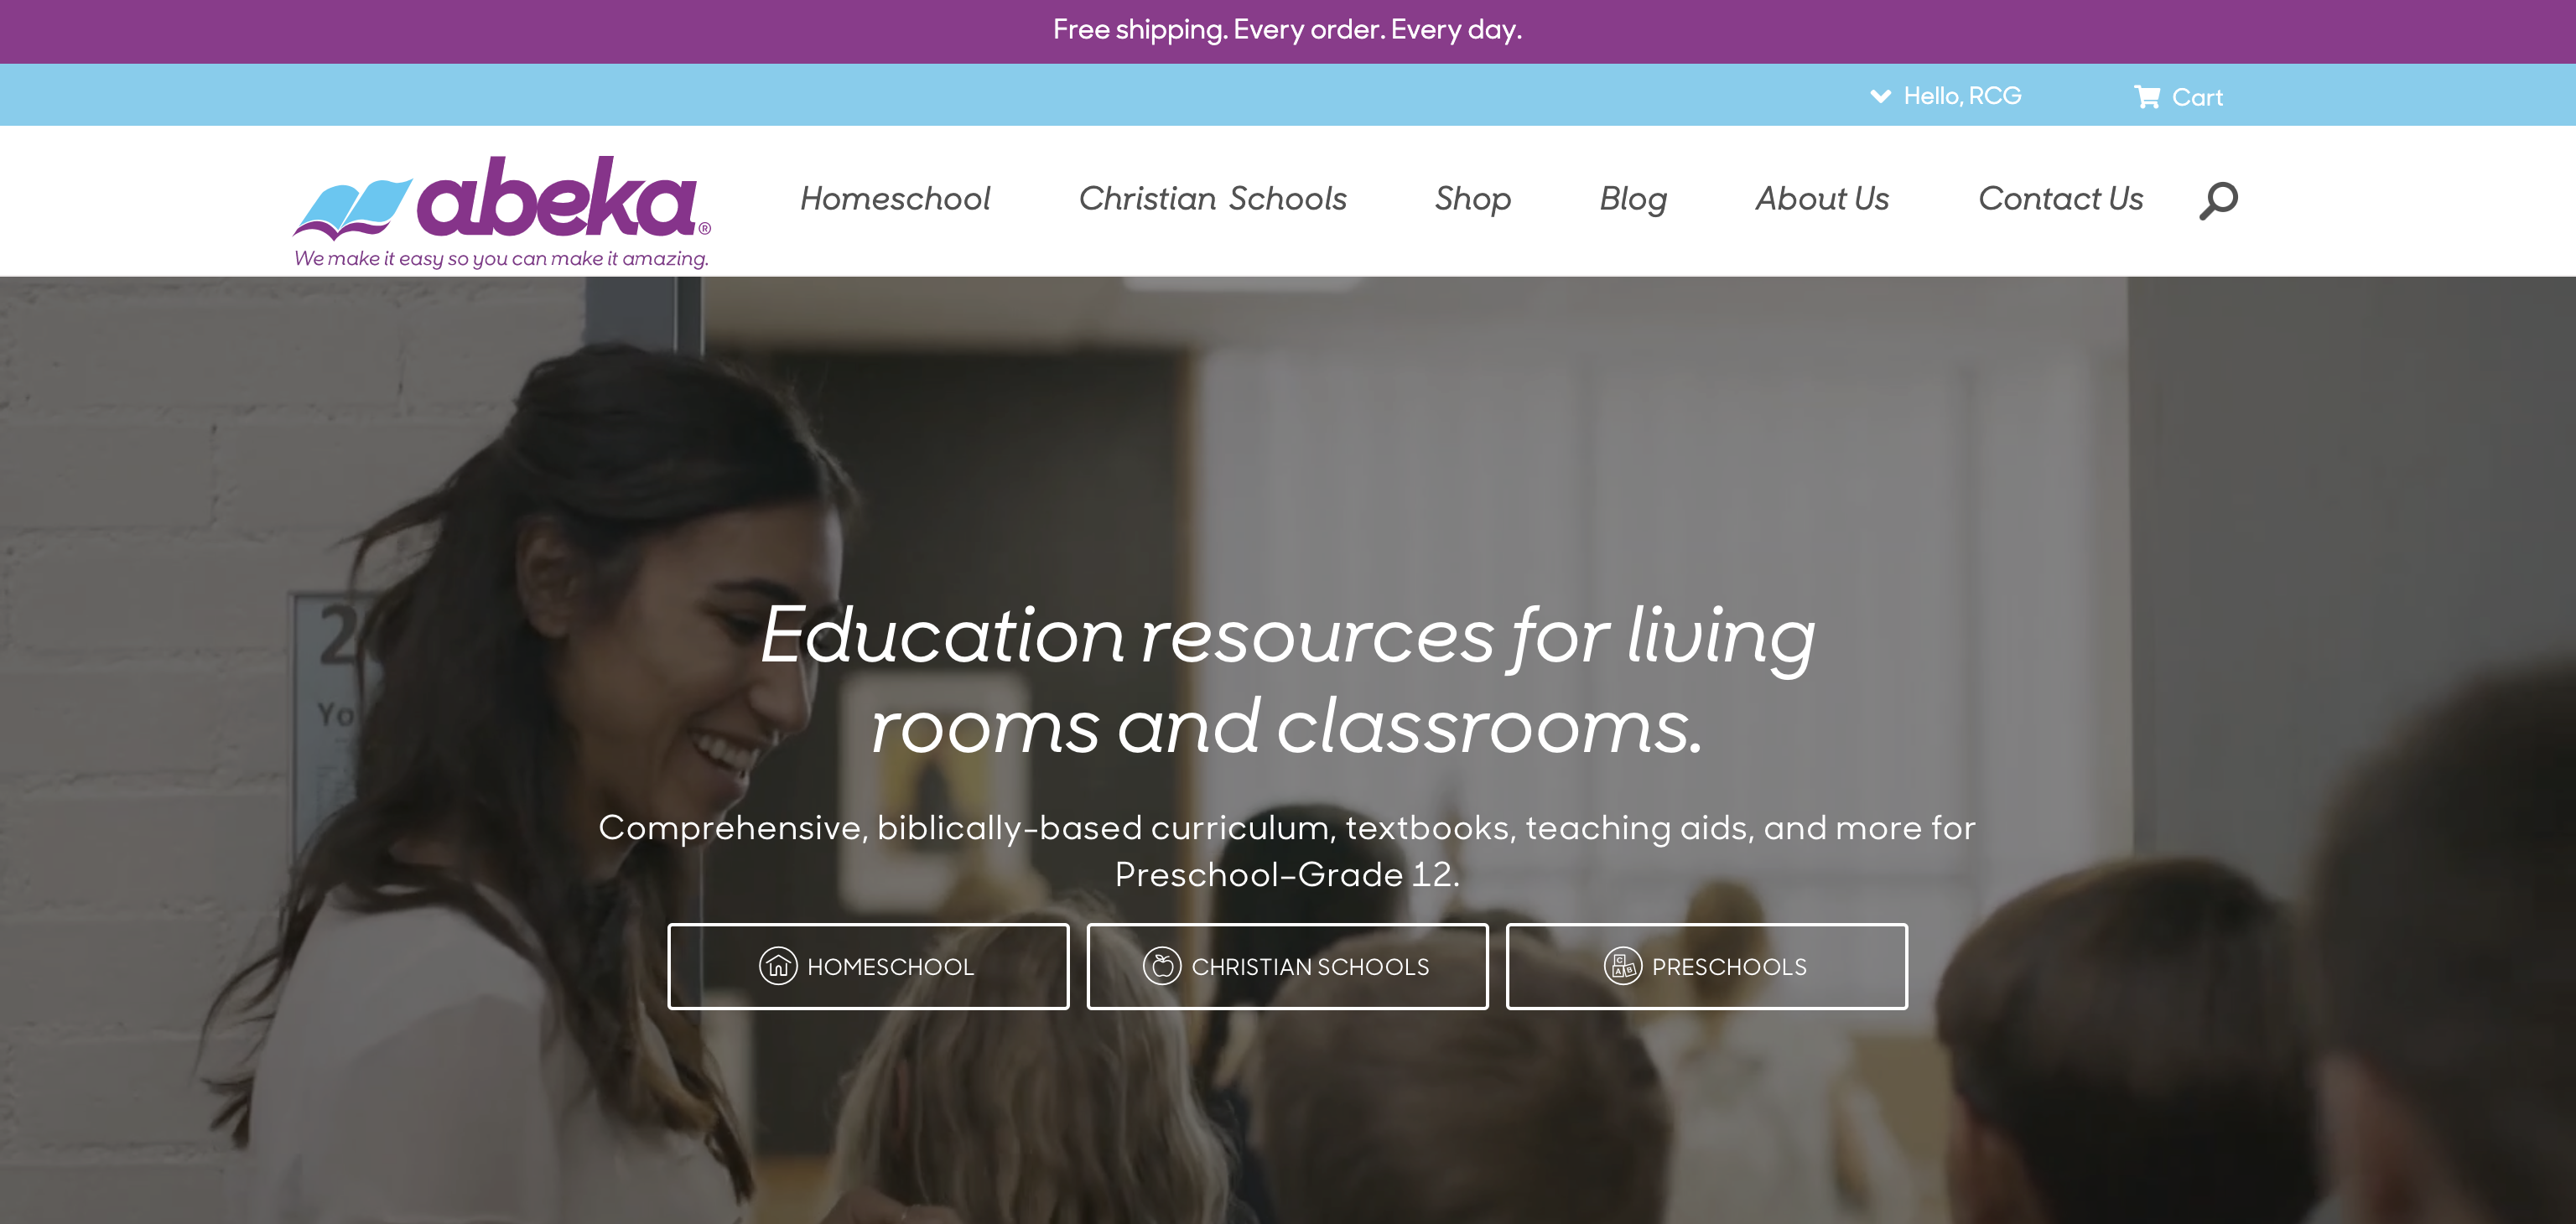 Free shipping. Every order. Every day.
Hello, RCG
Cart
abeka®
We make it easy so you can make it amazing.
Homeschool
Christian Schools
Shop
Blog
About Us
Contact Us
2
Yo
Education resources for living
rooms and classrooms.
Comprehensive, biblically-based curriculum, textbooks, teaching aids, and more for
Preschool–Grade 12.
HOMESCHOOL
CHRISTIAN SCHOOLS
PRESCHOOLS